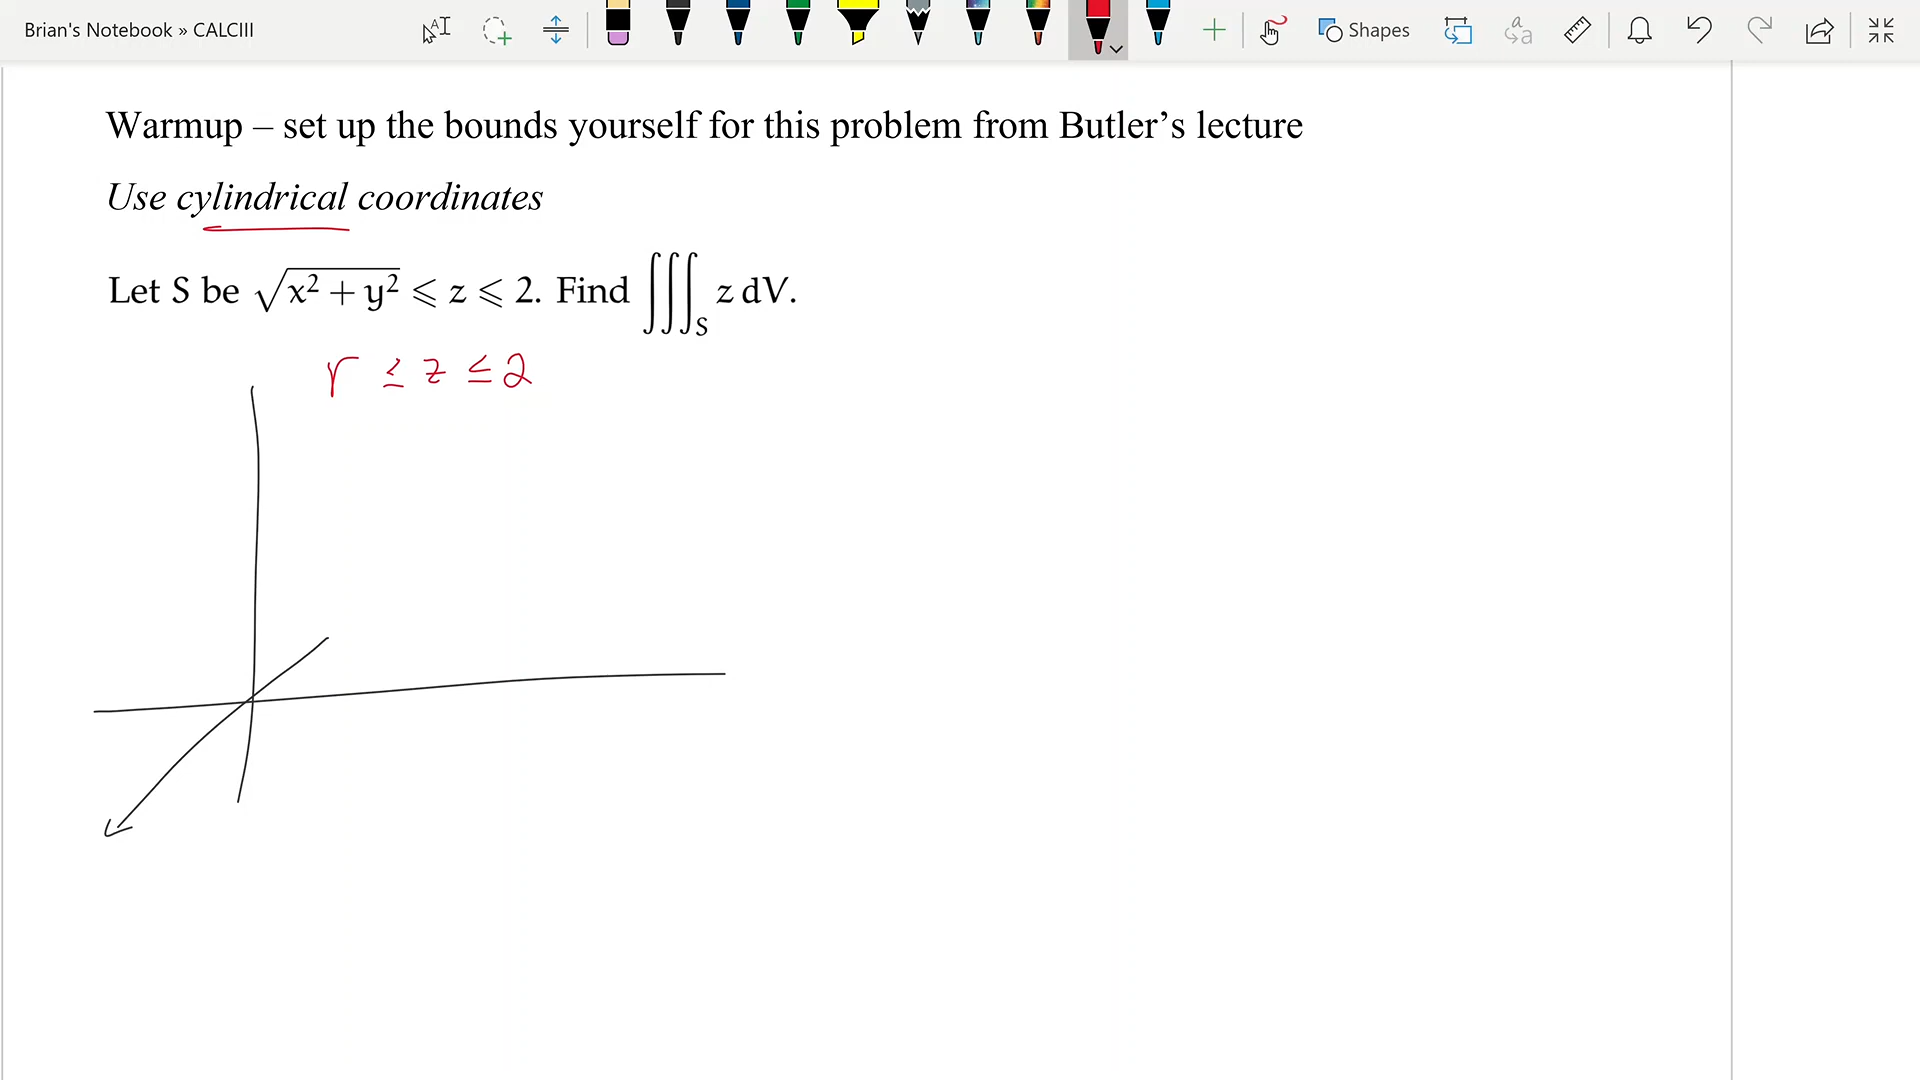 Brian's Notebook » CALCIII
Shapes
Warmup – set up the bounds yourself for this problem from Butler’s lecture
Use cylindrical coordinates
Let S be √(x² + y²) ⩽ z ⩽ 2. Find ∭_S z dV.
r ≤ z ≤ 2